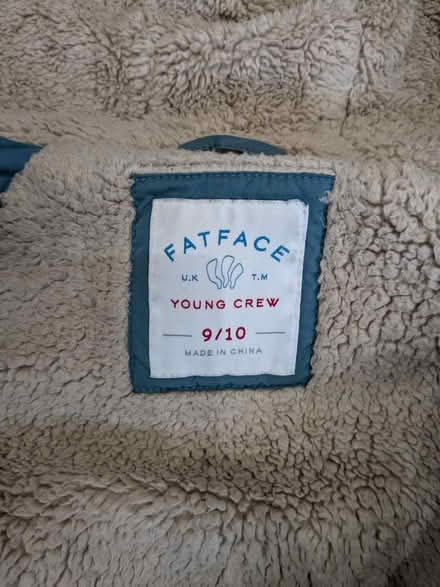 FATFACE
U.K T.M
YOUNG CREW
9/10
MADE IN CHINA